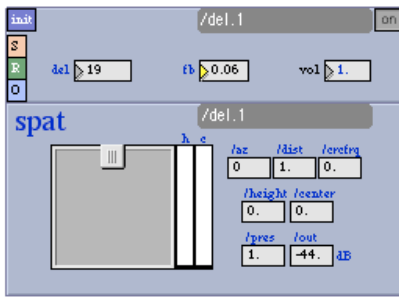 init /del.1 on
S
R
O
del 19 fb 0.06 vol 1.
spat /del.1
h c
/az /dist /crcfrq
0 1. 0.
/height /center
0. 0.
/pres /out
1. -44. dB